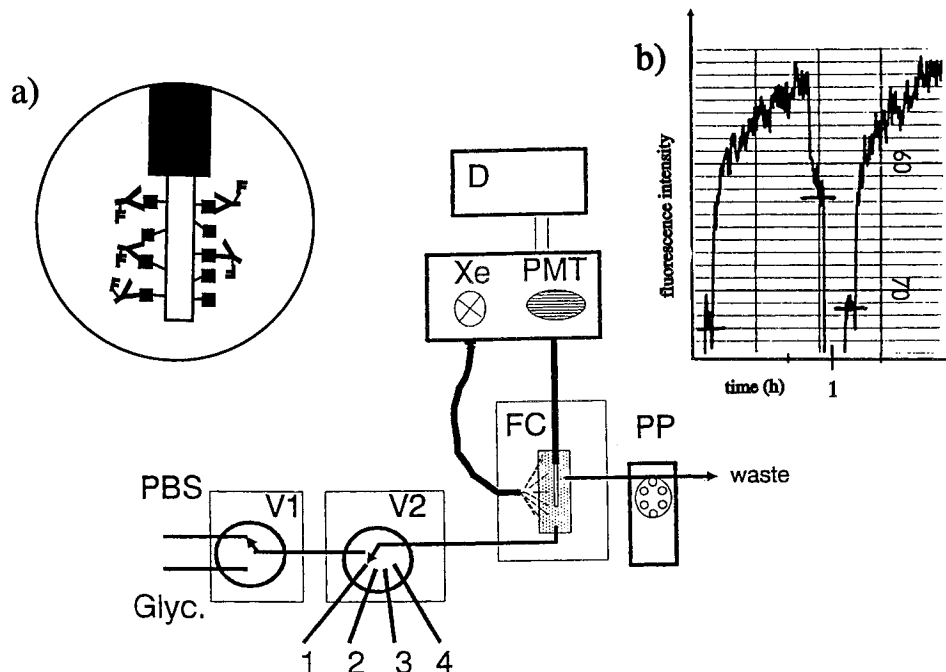 a)
b)
fluorescence intensity
60
70
time (h)
1
D
Xe
PMT
FC
PP
waste
PBS
V1
V2
Glyc.
1
2
3
4